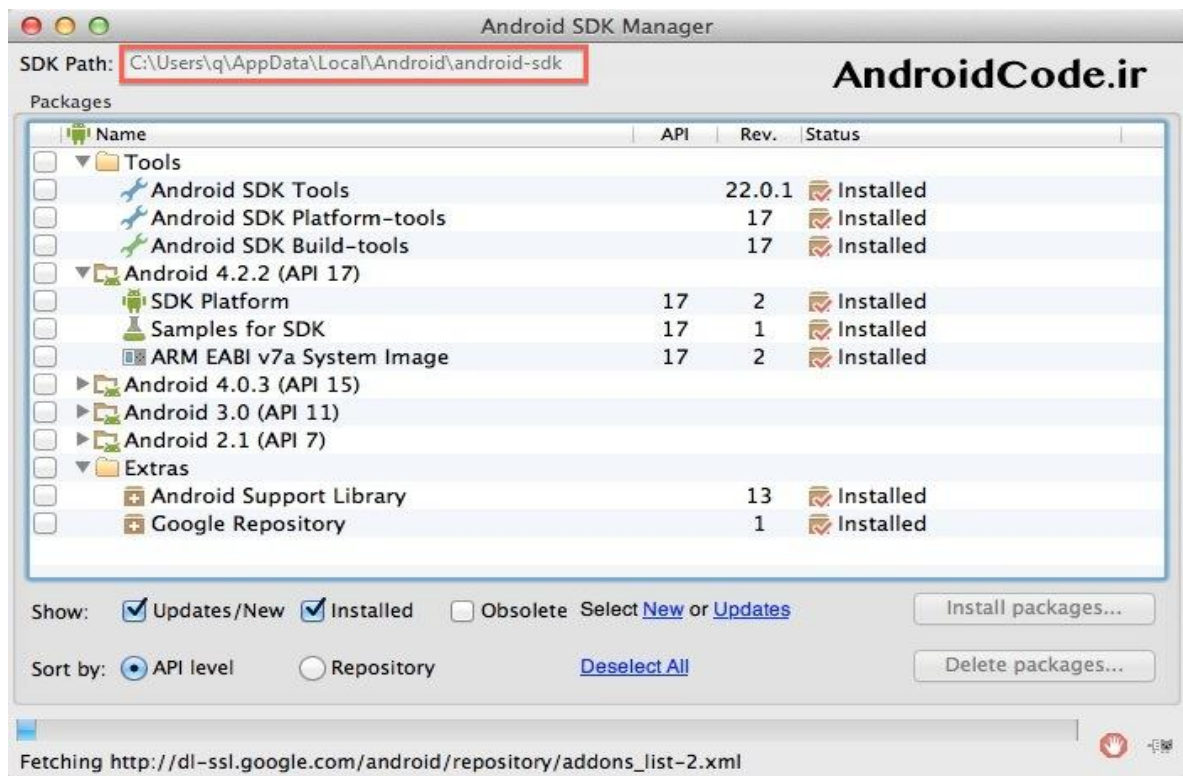 Android SDK Manager
SDK Path: C:\Users\q\AppData\Local\Android\android-sdk
AndroidCode.ir
Packages
Name API Rev. Status
Tools
Android SDK Tools 22.0.1 Installed
Android SDK Platform-tools 17 Installed
Android SDK Build-tools 17 Installed
Android 4.2.2 (API 17)
SDK Platform 17 2 Installed
Samples for SDK 17 1 Installed
ARM EABI v7a System Image 17 2 Installed
Android 4.0.3 (API 15)
Android 3.0 (API 11)
Android 2.1 (API 7)
Extras
Android Support Library 13 Installed
Google Repository 1 Installed
Show: Updates/New Installed Obsolete Select New or Updates Install packages...
Sort by: API level Repository Deselect All Delete packages...
Fetching http://dl-ssl.google.com/android/repository/addons_list-2.xml